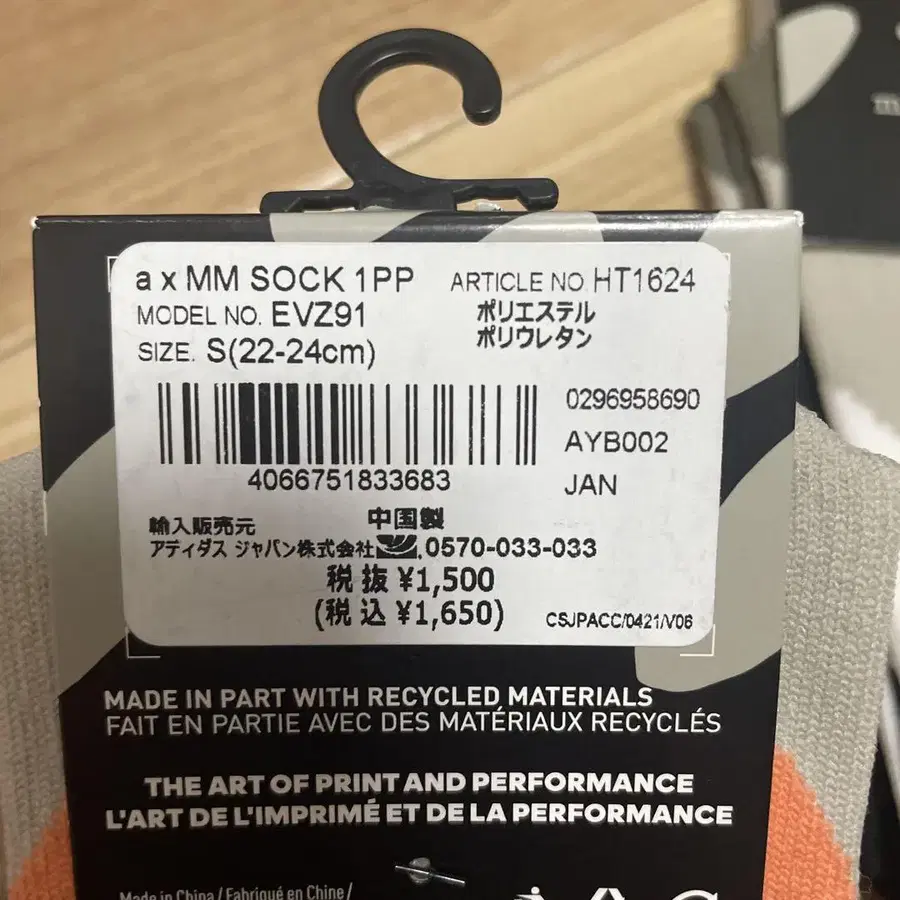 a x MM SOCK 1PP ARTICLE NO. HT1624
MODEL NO. EVZ91 ポリエステル
ポリウレタン
SIZE. S(22-24cm)
0296958690
AYB002
4066751833683
JAN
輸入販売元 中国製
アディダス ジャパン株式会社 0570-033-033
税抜 ¥1,500
(税込 ¥1,650)
CSJPACC/0421/V06
MADE IN PART WITH RECYCLED MATERIALS
FAIT EN PARTIE AVEC DES MATÉRIAUX RECYCLÉS
THE ART OF PRINT AND PERFORMANCE
L'ART DE L'IMPRIMÉ ET DE LA PERFORMANCE
Made in China / Fabriqué en Chine /
m